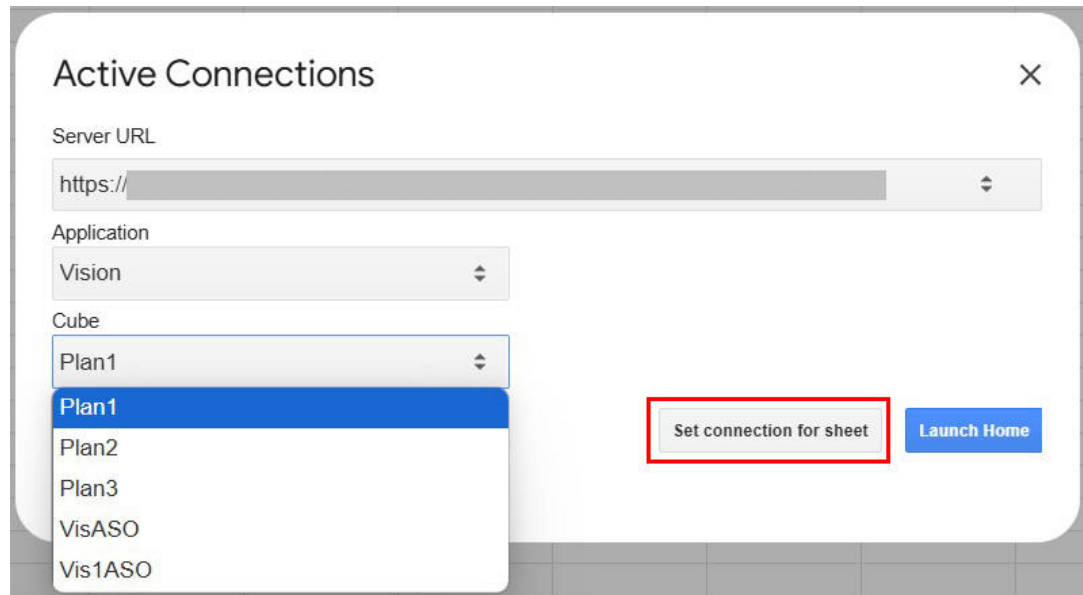 Active Connections
Server URL
https://
Application
Vision
Cube
Plan1
Plan1
Plan2
Plan3
VisASO
Vis1ASO
Set connection for sheet
Launch Home